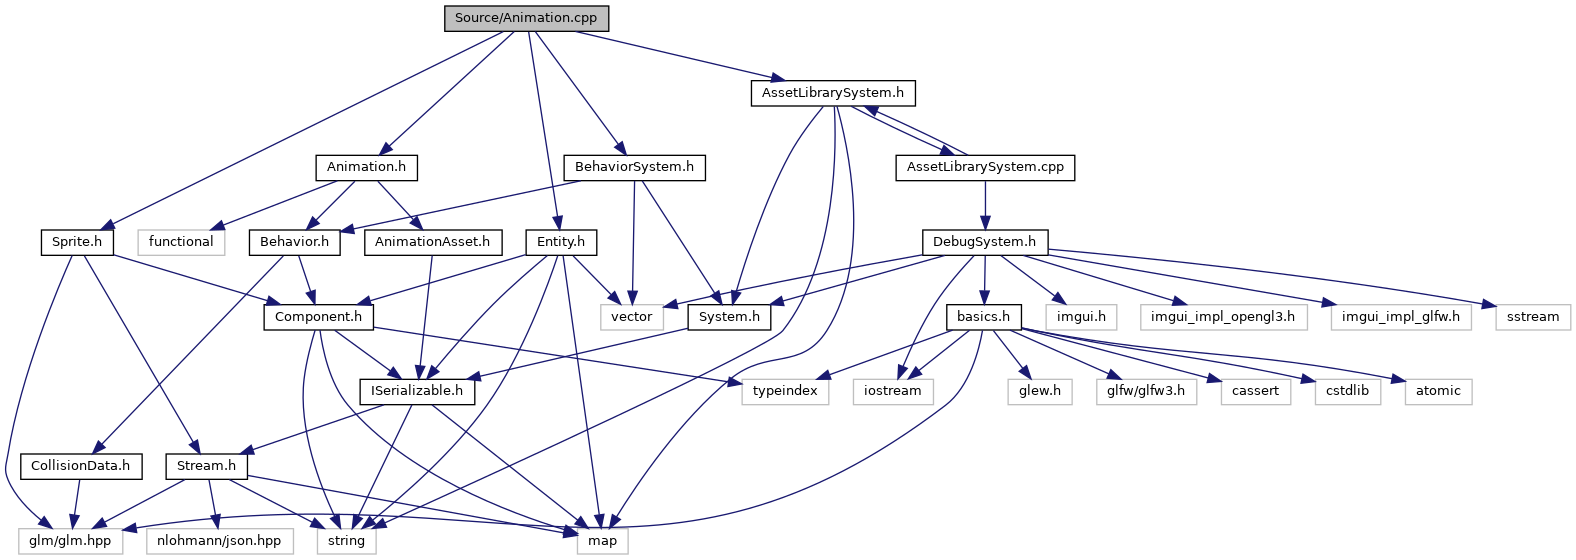 Source/Animation.cpp
AssetLibrarySystem.h
Animation.h
BehaviorSystem.h
AssetLibrarySystem.cpp
Sprite.h
functional
Behavior.h
AnimationAsset.h
Entity.h
DebugSystem.h
Component.h
vector
System.h
basics.h
imgui.h
imgui_impl_opengl3.h
imgui_impl_glfw.h
sstream
ISerializable.h
typeindex
iostream
glew.h
glfw/glfw3.h
cassert
cstdlib
atomic
CollisionData.h
Stream.h
glm/glm.hpp
nlohmann/json.hpp
string
map